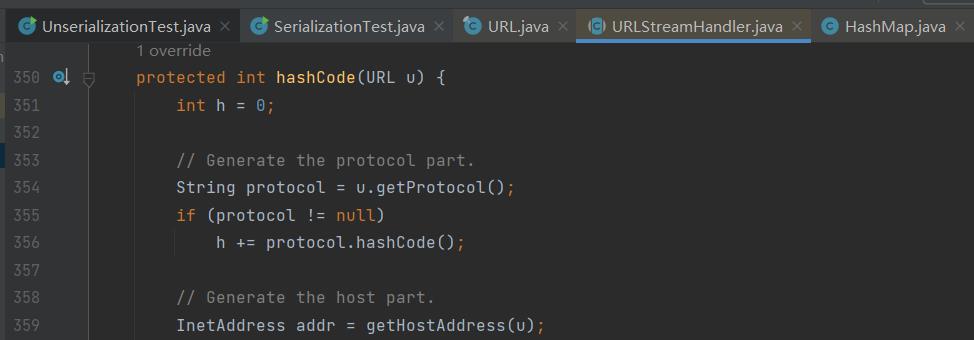 UnserializationTest.java × SerializationTest.java × URL.java × URLStreamHandler.java × HashMap.java ×
1 override
350 protected int hashCode(URL u) {
351 int h = 0;
352
353 // Generate the protocol part.
354 String protocol = u.getProtocol();
355 if (protocol != null)
356 h += protocol.hashCode();
357
358 // Generate the host part.
359 InetAddress addr = getHostAddress(u);